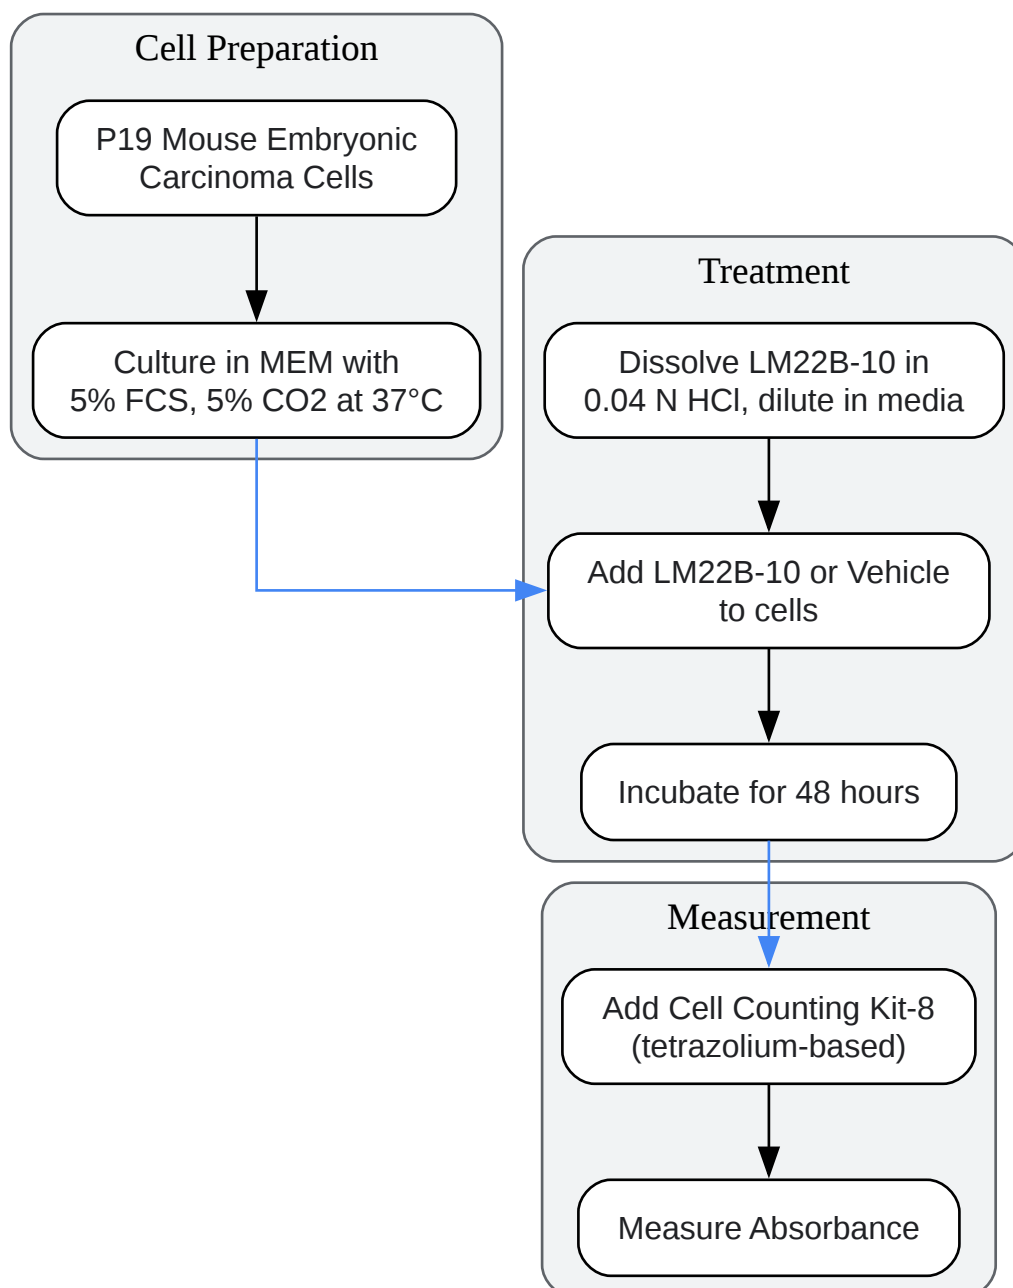 Cell Preparation
P19 Mouse Embryonic
Carcinoma Cells
Culture in MEM with
5% FCS, 5% CO2 at 37°C
Treatment
Dissolve LM22B-10 in
0.04 N HCl, dilute in media
Add LM22B-10 or Vehicle
to cells
Incubate for 48 hours
Measurement
Add Cell Counting Kit-8
(tetrazolium-based)
Measure Absorbance